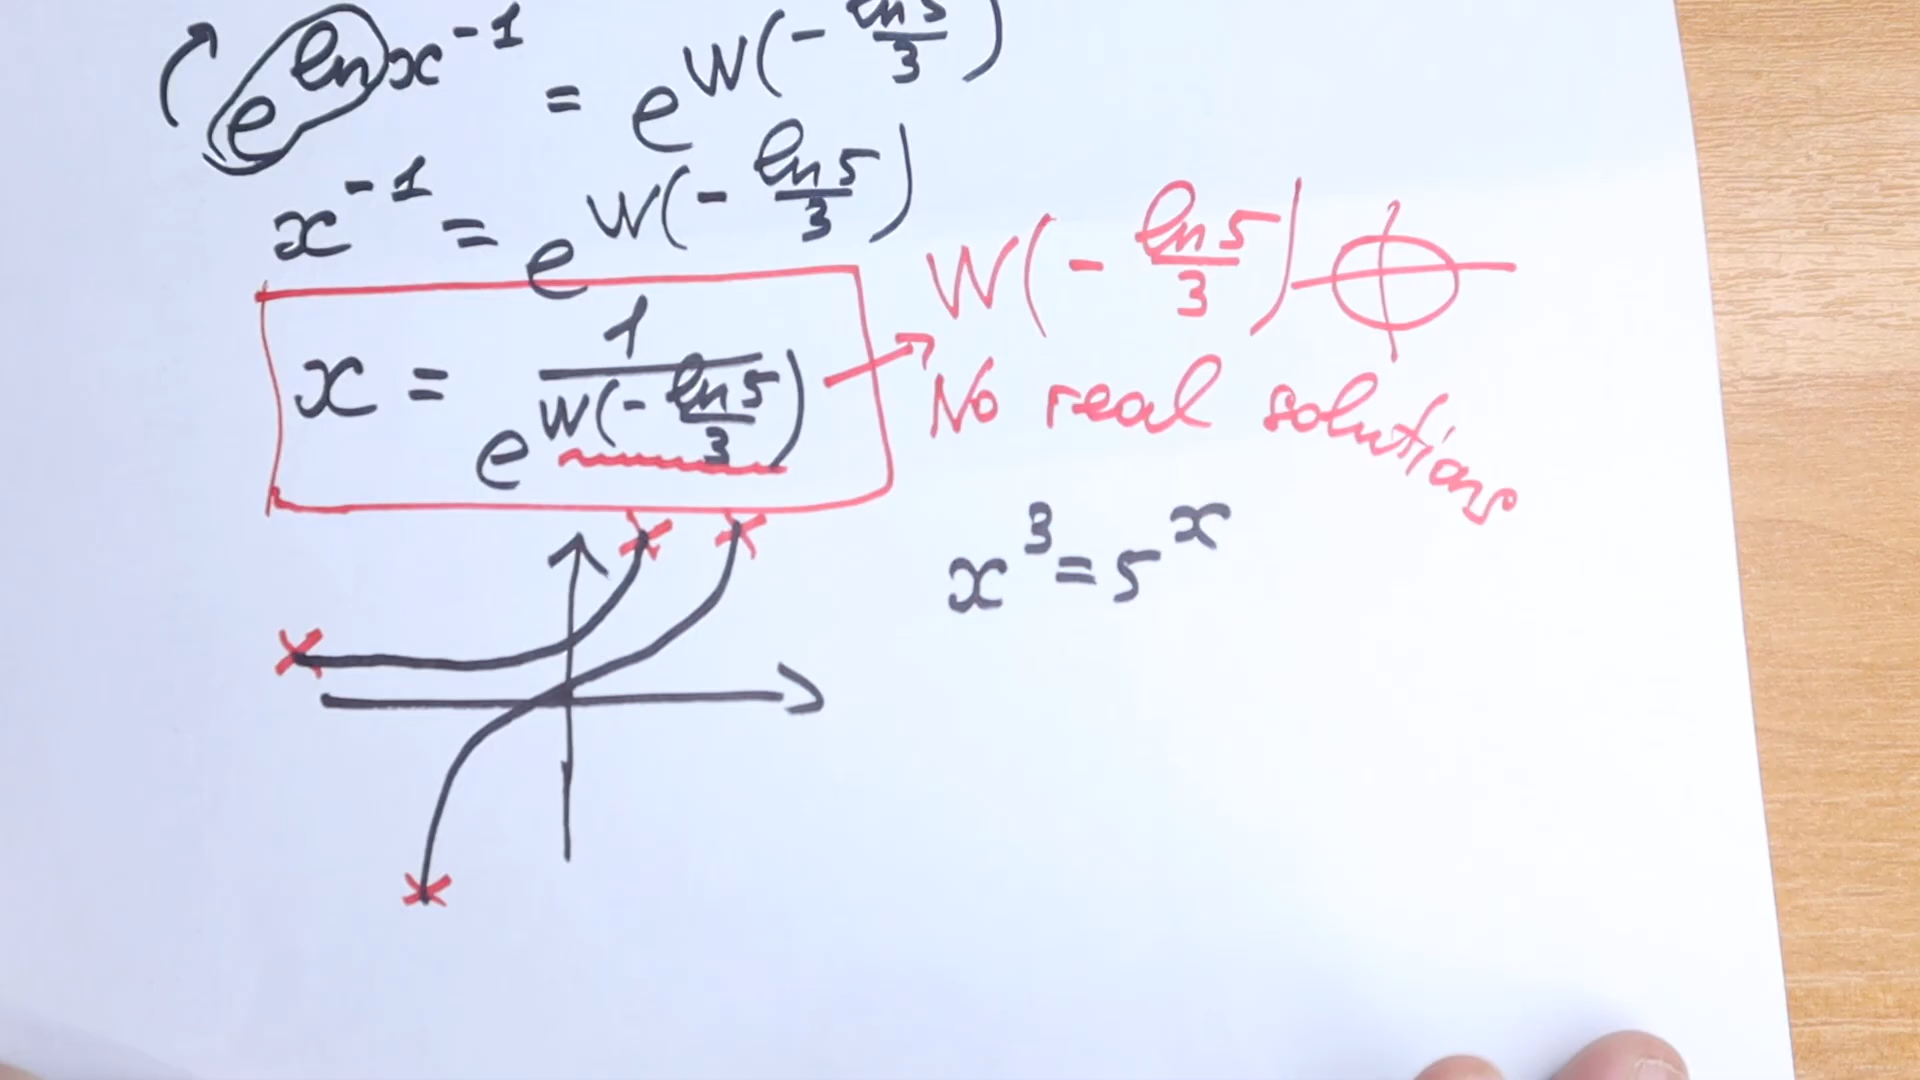 e^ln x^-1 = e^W(-ln5/3)
x^-1 = e^W(-ln5/3)
x = 1/e^W(-ln5/3)
W(-ln5/3)
No real solutions
x^3=5^x